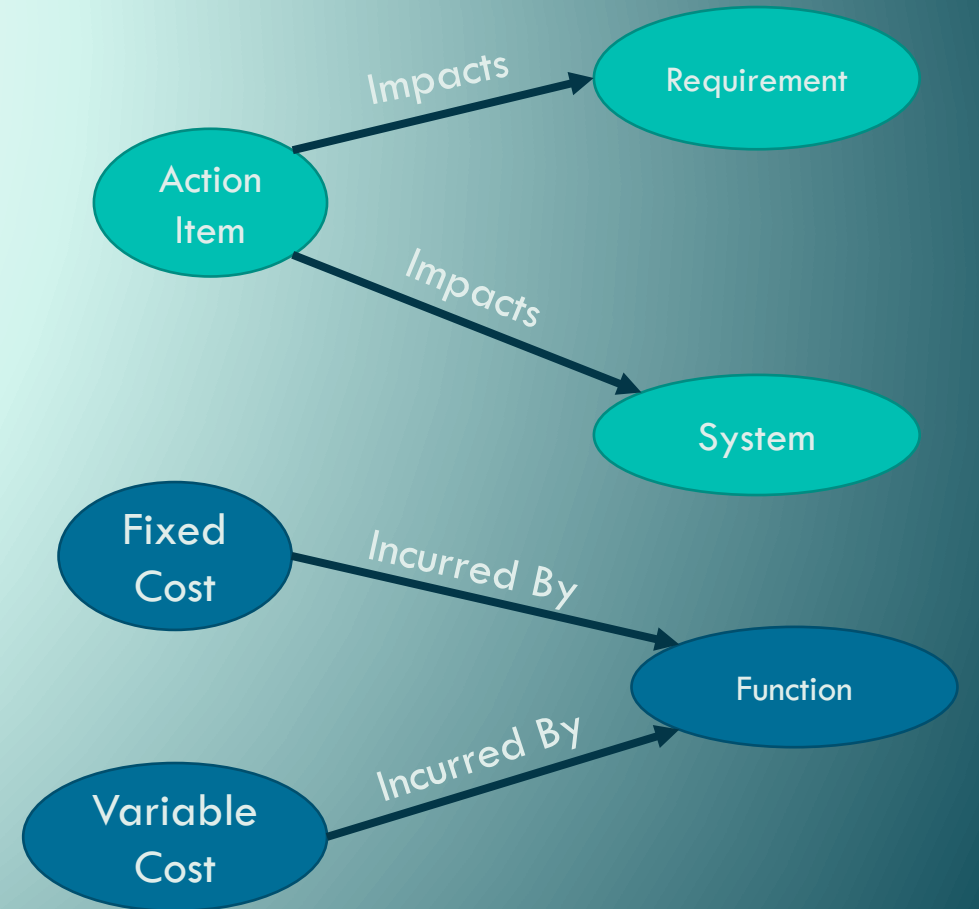 Impacts
Requirement
Action
Item
Impacts
System
Fixed
Cost
Incurred By
Function
Incurred By
Variable
Cost